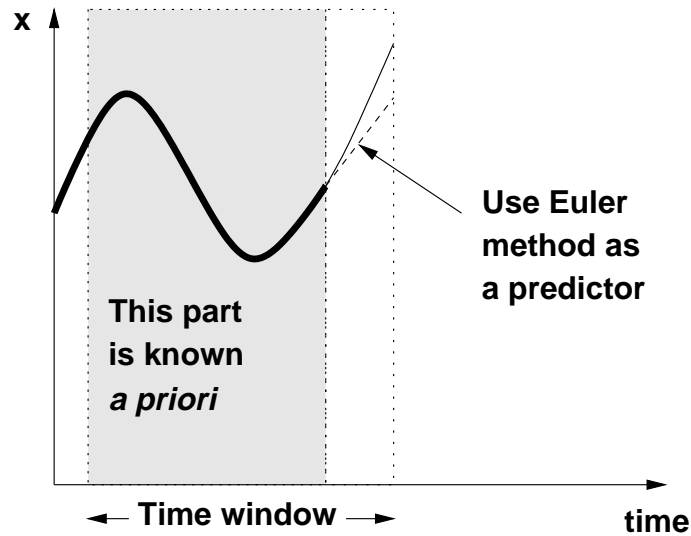 x
Use Euler
method as
a predictor
This part
is known
a priori
Time window
time